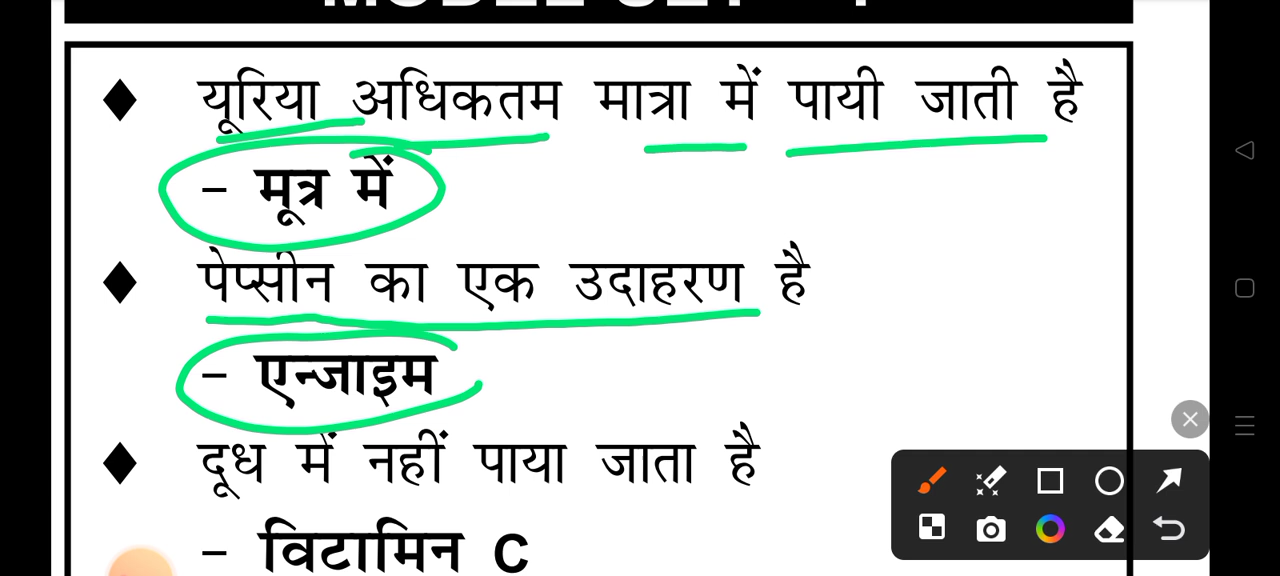 MODEL SET - 1
♦ यूरिया अधिकतम मात्रा में पायी जाती है
– मूत्र में
♦ पेप्सीन का एक उदाहरण है
– एन्जाइम
♦ दूध में नहीं पाया जाता है
– विटामिन C